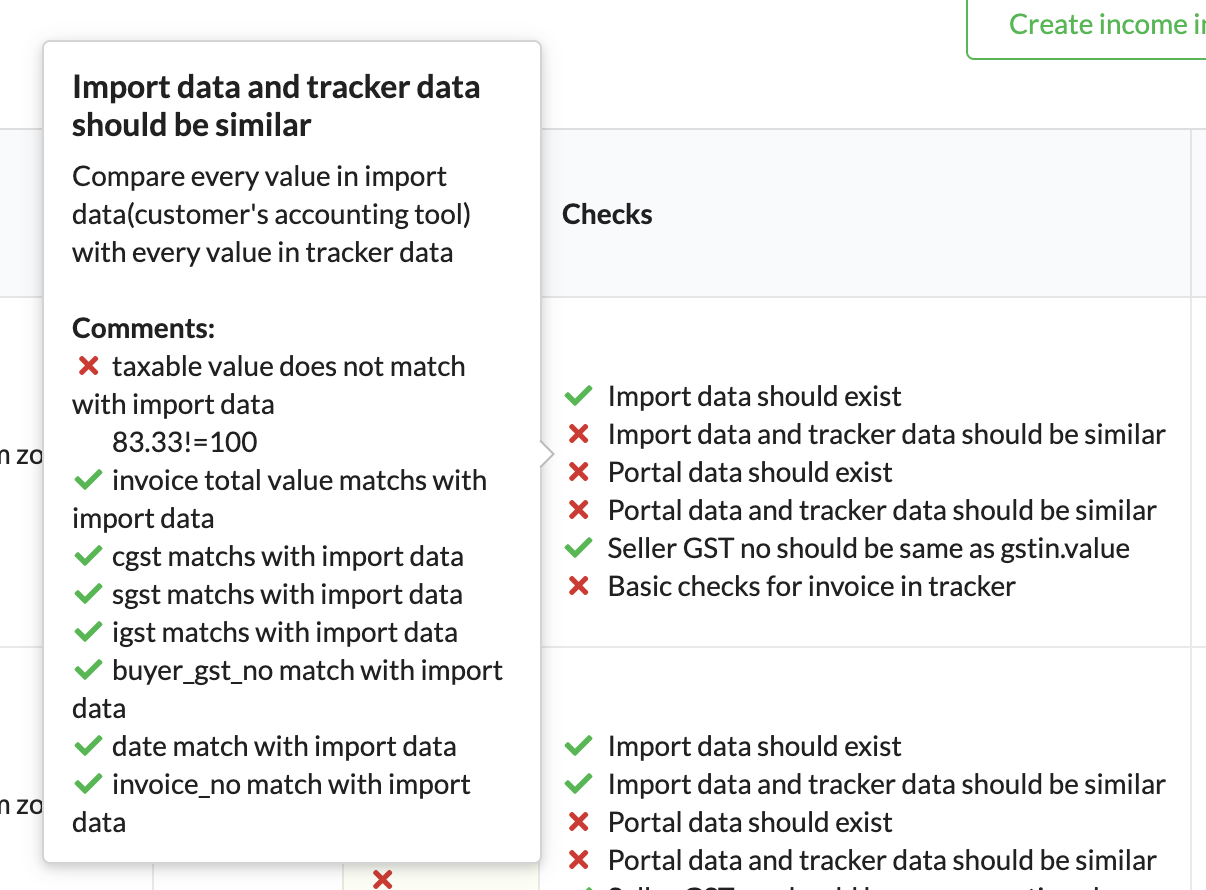 Create income
Import data and tracker data
should be similar
Compare every value in import
data(customer's accounting tool)
with every value in tracker data
Comments:
taxable value does not match
with import data
83.33!=100
invoice total value matchs with
import data
cgst matchs with import data
sgst matchs with import data
igst matchs with import data
buyer_gst_no match with import
data
date match with import data
invoice_no match with import
data
Checks
Import data should exist
Import data and tracker data should be similar
Portal data should exist
Portal data and tracker data should be similar
Seller GST no should be same as gstin.value
Basic checks for invoice in tracker
Import data should exist
Import data and tracker data should be similar
Portal data should exist
Portal data and tracker data should be similar